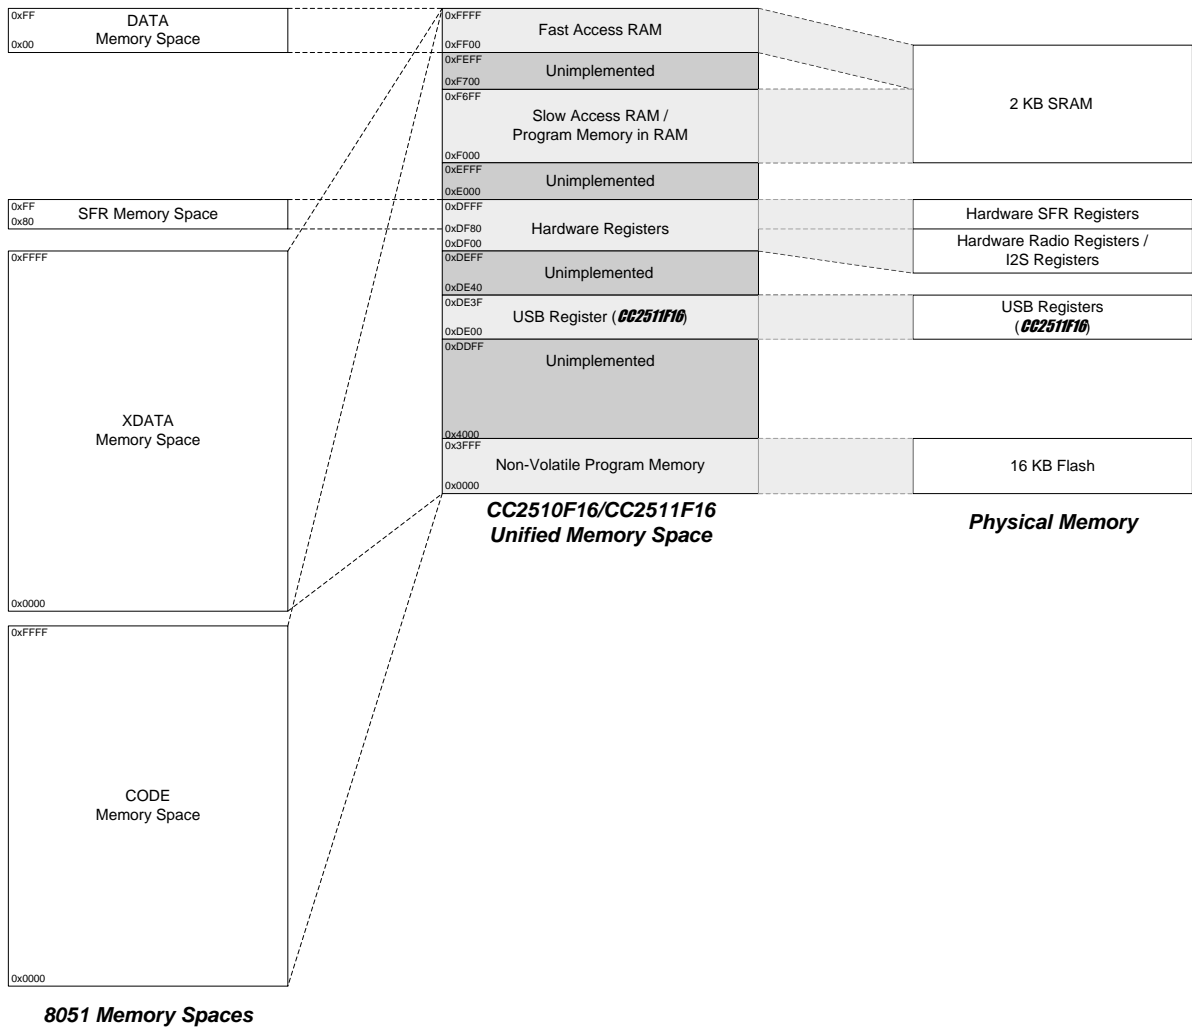 0xFF
DATA
Memory Space
0x00
0xFF
SFR Memory Space
0x80
0xFFFF
XDATA
Memory Space
0x0000
0xFFFF
CODE
Memory Space
0x0000
8051 Memory Spaces
0xFFFF
Fast Access RAM
0xFF00
0xFEFF
Unimplemented
0xF700
0xF6FF
Slow Access RAM /
Program Memory in RAM
0xF000
0xEFFF
Unimplemented
0xE000
0xDFFF
Hardware Registers
0xDF80
0xDF00
0xDEFF
Unimplemented
0xDE40
0xDE3F
USB Register (CC2511F16)
0xDE00
0xDDFF
Unimplemented
0x4000
0x3FFF
Non-Volatile Program Memory
0x0000
CC2510F16/CC2511F16
Unified Memory Space
2 KB SRAM
Hardware SFR Registers
Hardware Radio Registers /
I2S Registers
USB Registers
(CC2511F16)
16 KB Flash
Physical Memory